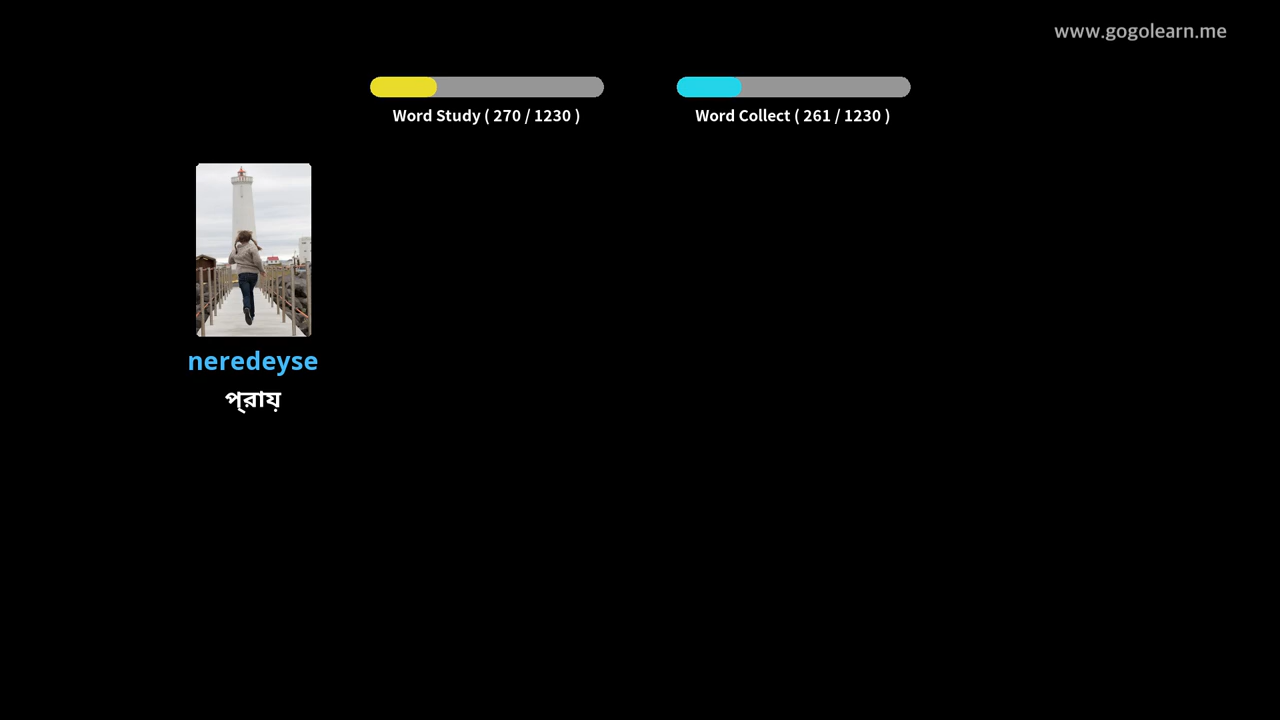 www.gogolearn.me
Word Study ( 270 / 1230 )
Word Collect ( 261 / 1230 )
neredeyse
প্রায়